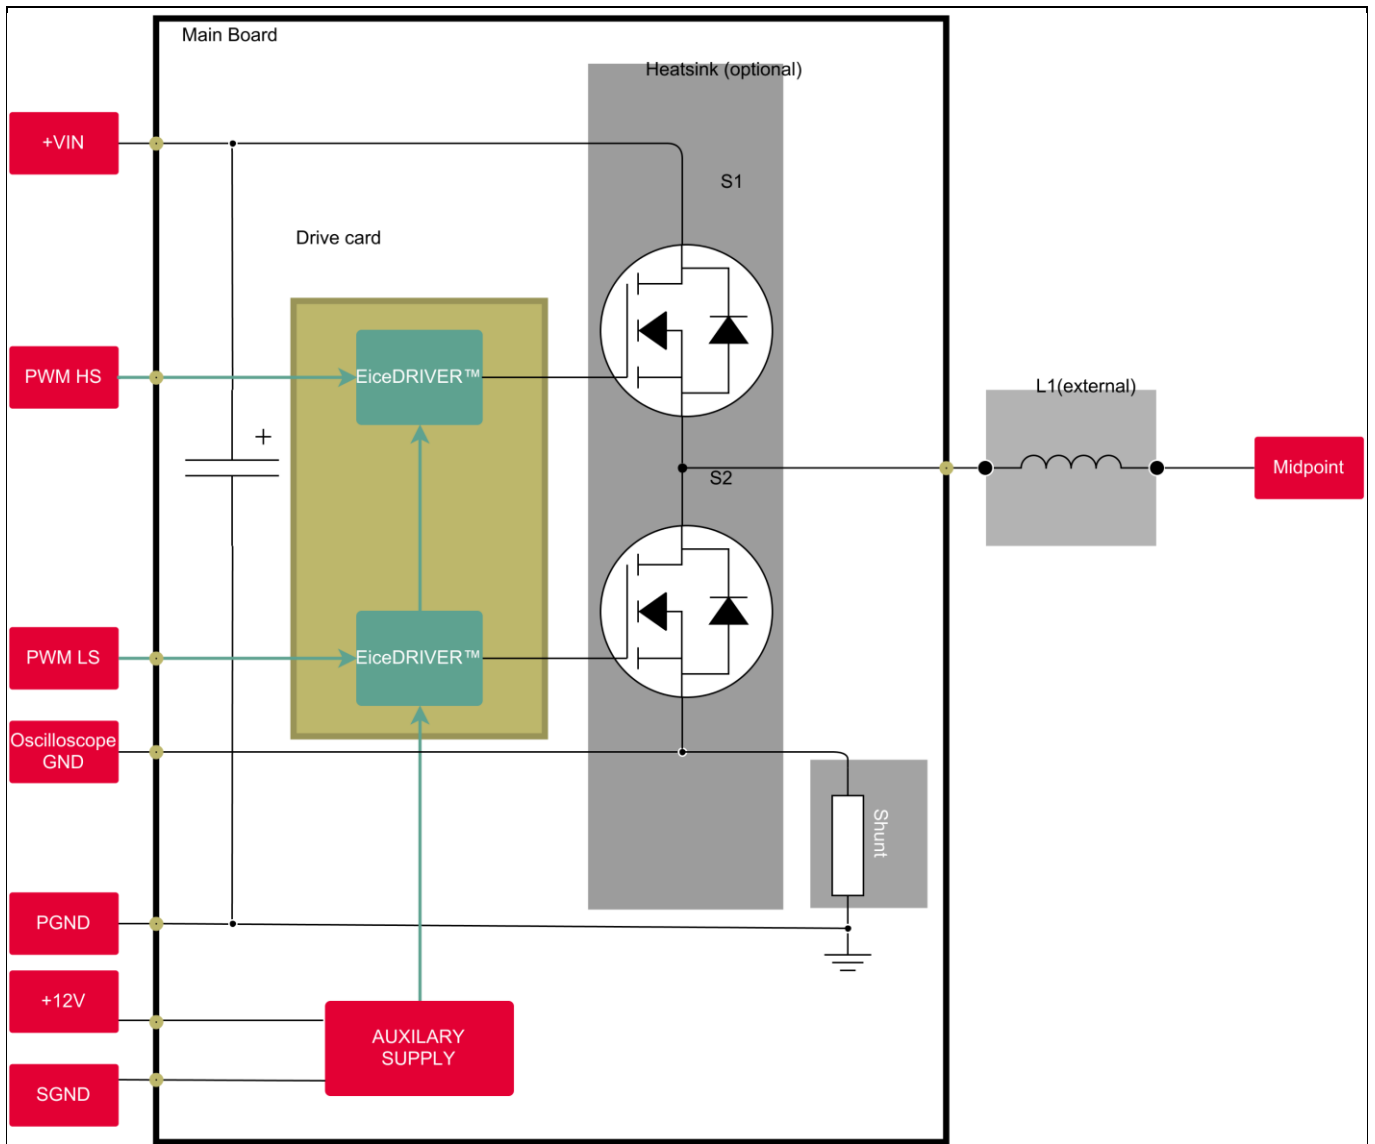 Main Board
Heatsink (optional)
+VIN
S1
Drive card
PWM HS
EiceDRIVER™
L1(external)
+
Midpoint
S2
PWM LS
EiceDRIVER™
Oscilloscope
GND
Shunt
PGND
+12V
AUXILARY
SUPPLY
SGND